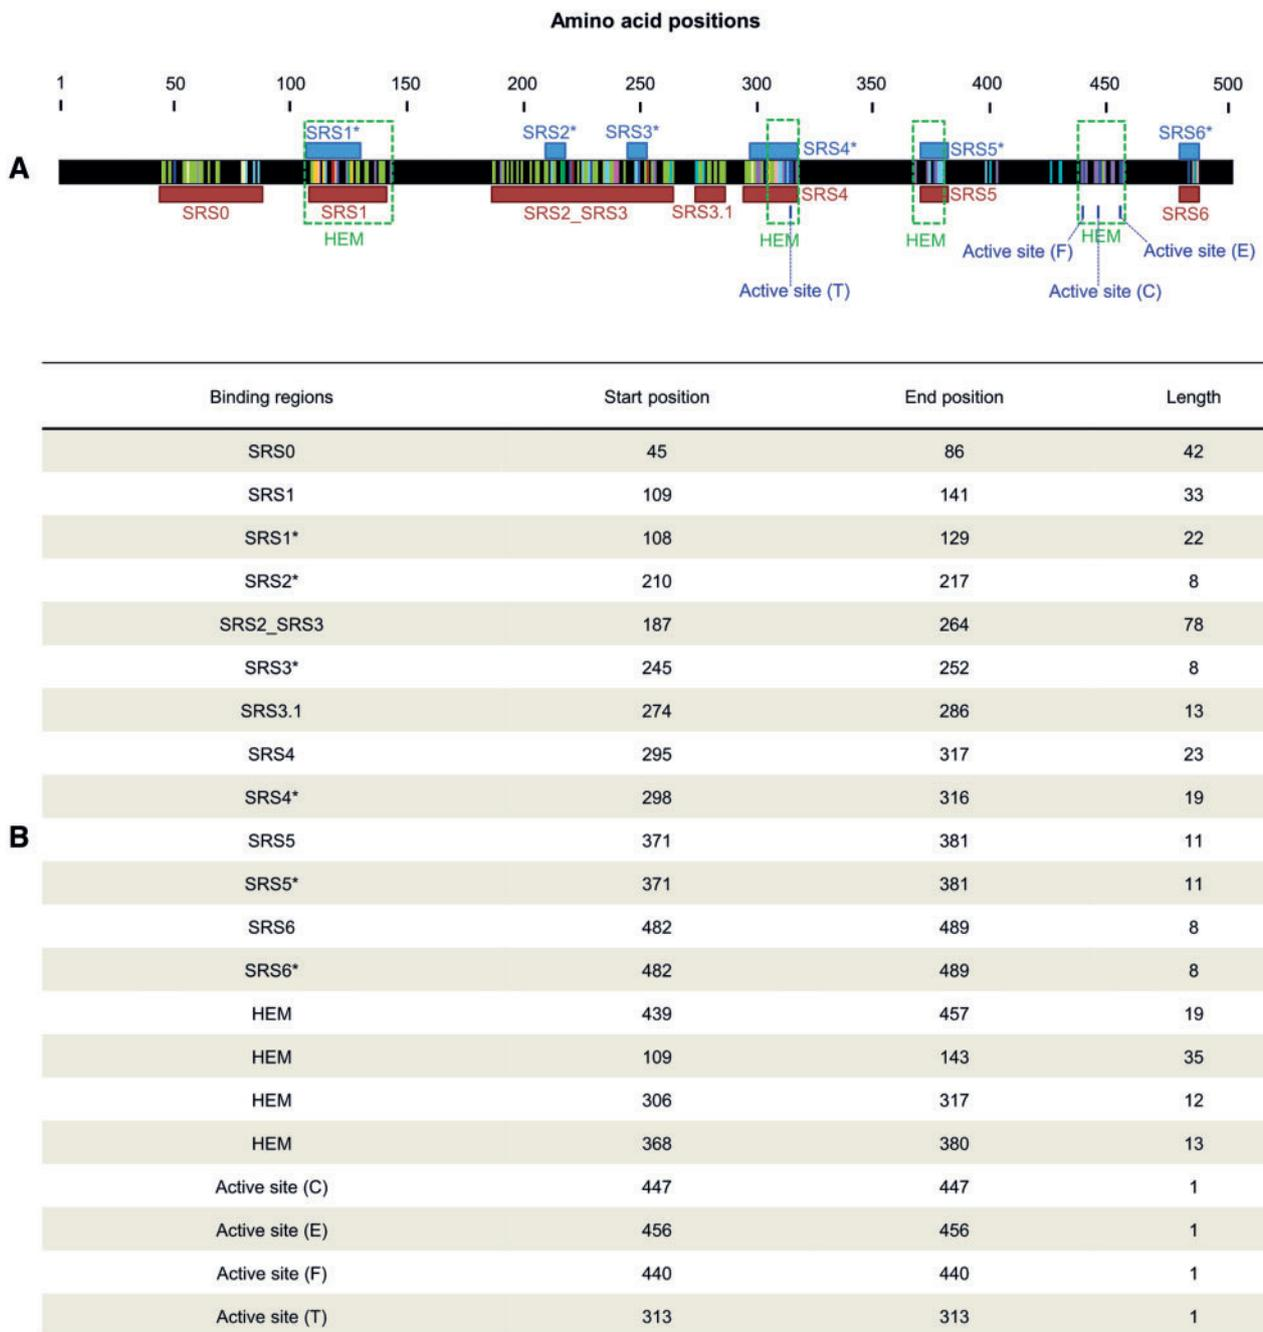 Amino acid positions
1 50 100 150 200 250 300 350 400 450 500
SRS1* SRS2* SRS3* SRS4* SRS5* SRS6*
A
SRS0 SRS1 SRS2_SRS3 SRS3.1 SRS4 SRS5 SRS6
HEM HEM HEM HEM
Active site (F) Active site (E)
Active site (T) Active site (C)
B
Binding regions Start position End position Length
SRS0 45 86 42
SRS1 109 141 33
SRS1* 108 129 22
SRS2* 210 217 8
SRS2_SRS3 187 264 78
SRS3* 245 252 8
SRS3.1 274 286 13
SRS4 295 317 23
SRS4* 298 316 19
SRS5 371 381 11
SRS5* 371 381 11
SRS6 482 489 8
SRS6* 482 489 8
HEM 439 457 19
HEM 109 143 35
HEM 306 317 12
HEM 368 380 13
Active site (C) 447 447 1
Active site (E) 456 456 1
Active site (F) 440 440 1
Active site (T) 313 313 1